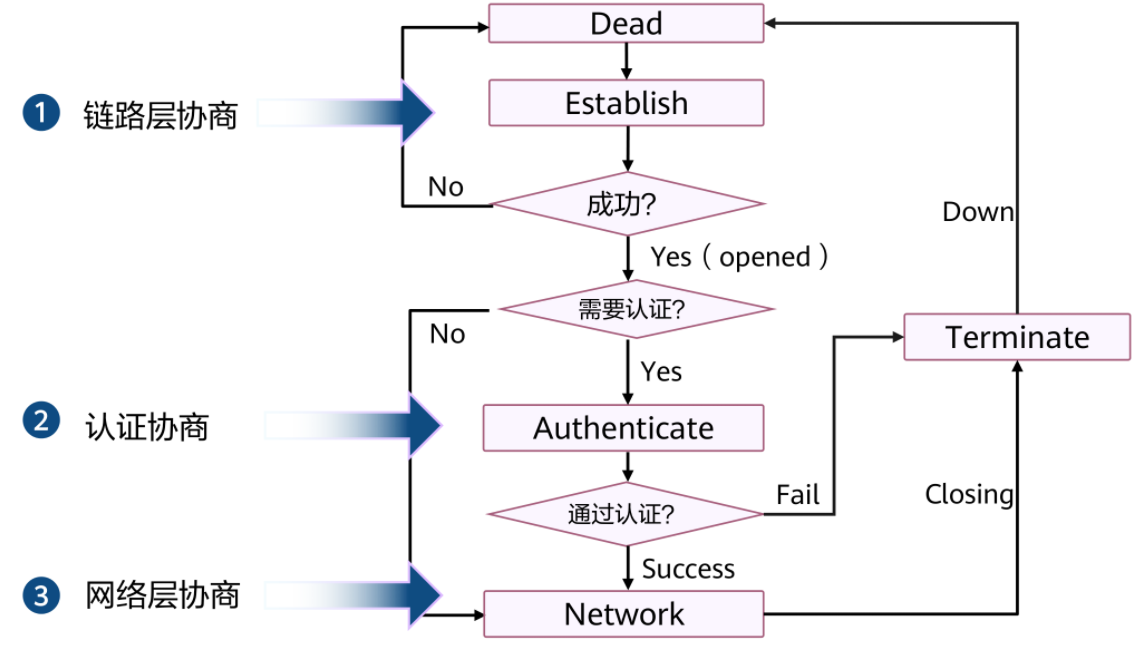 Dead
1 链路层协商
Establish
No
成功?
Down
Yes（opened）
需要认证?
No
Terminate
Yes
2 认证协商
Authenticate
Fail
Closing
通过认证?
Success
3 网络层协商
Network